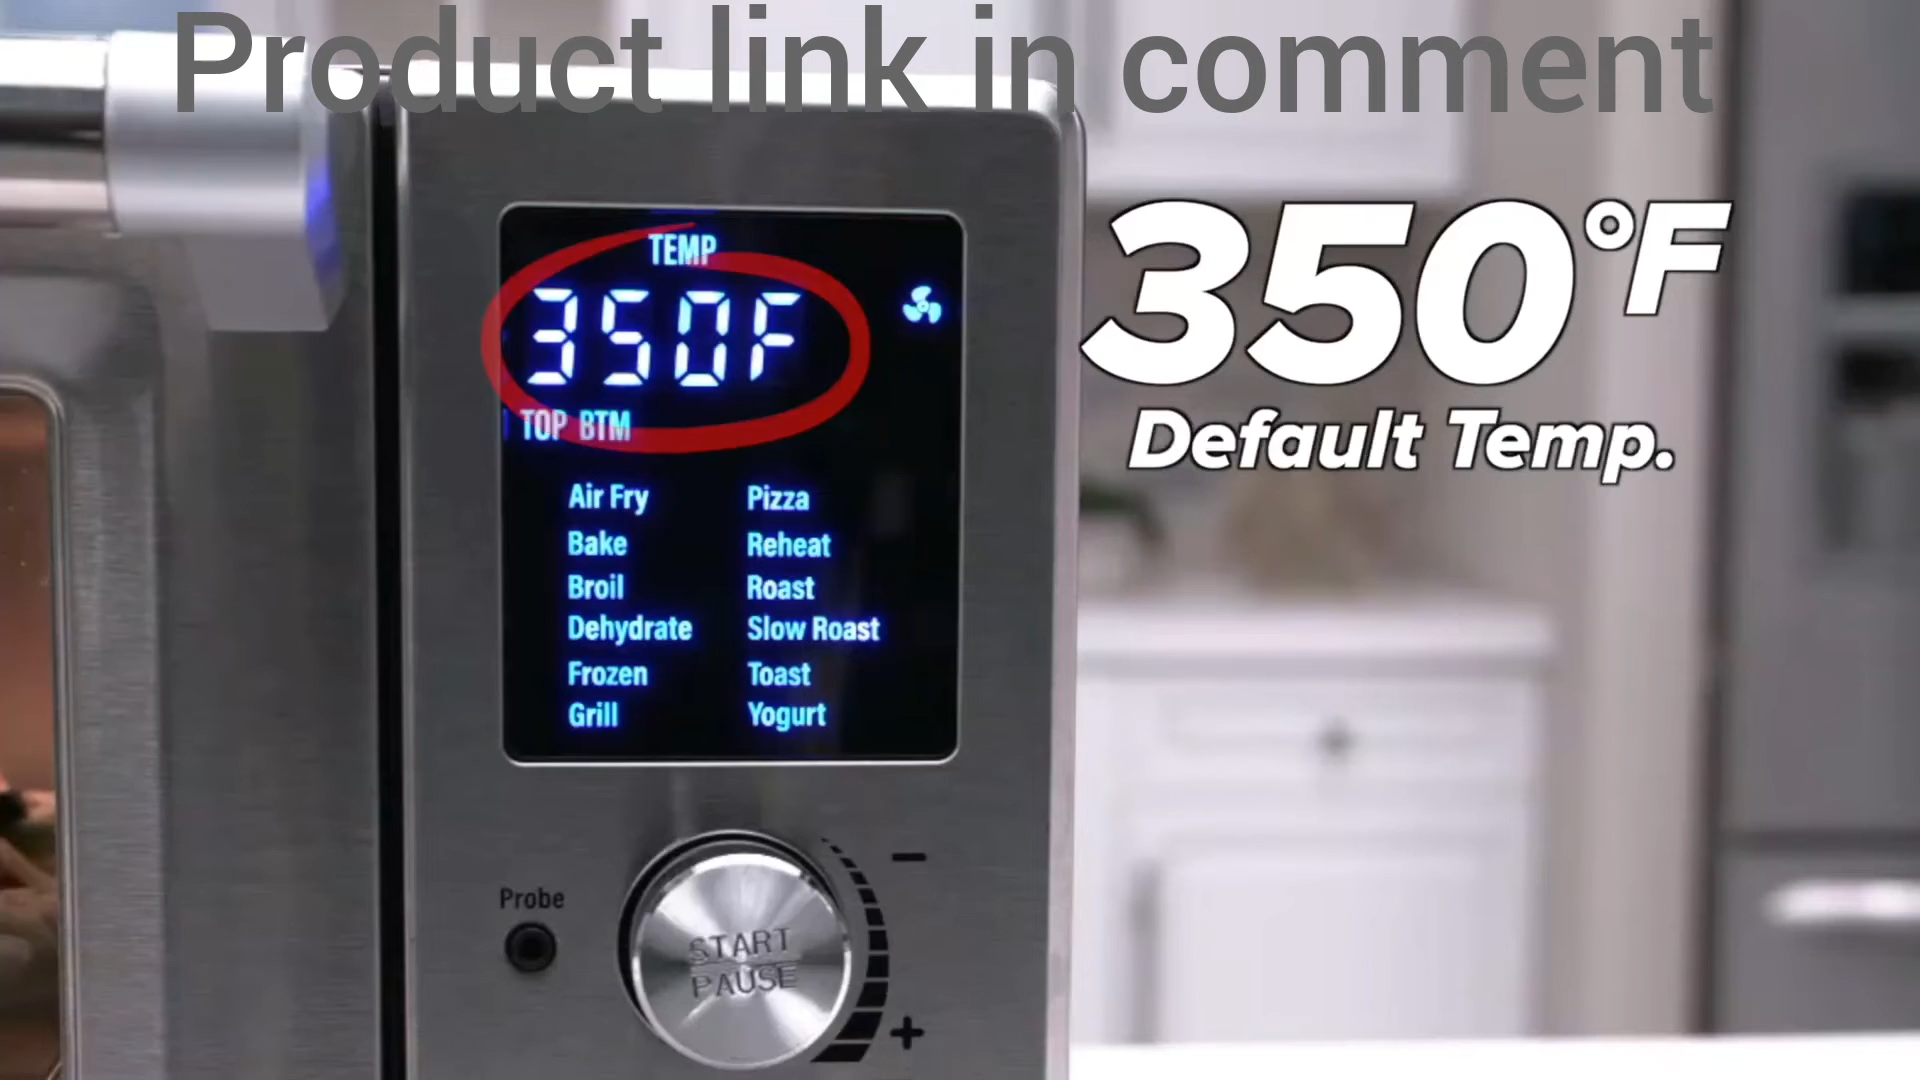 Product link in comment
TEMP
350F
TOP BTM
350°F
Default Temp.
Air Fry
Bake
Broil
Dehydrate
Frozen
Grill
Pizza
Reheat
Roast
Slow Roast
Toast
Yogurt
Probe
START
PAUSE
-
+